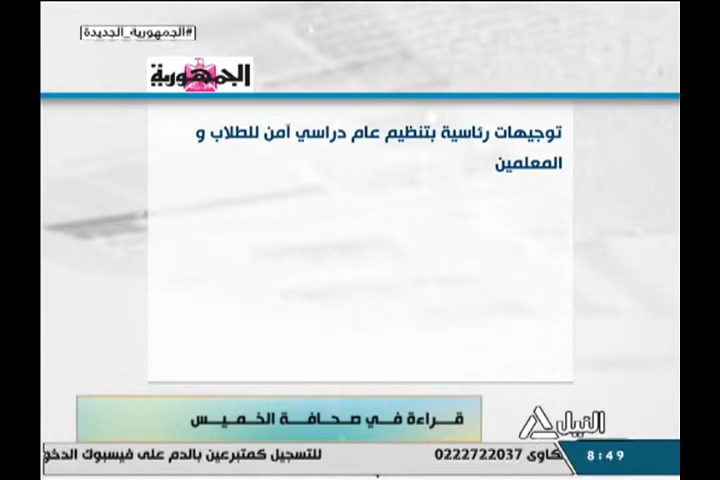 #الجمهورية_الجديدة
الجمهورية
توجيهات رئاسية بتنظيم عام دراسي آمن للطلاب و
المعلمين
قراءة في صحافة الخميس
النيل
للتسجيل كمتبرعين بالدم على فيسبوك
0222722037
8:49